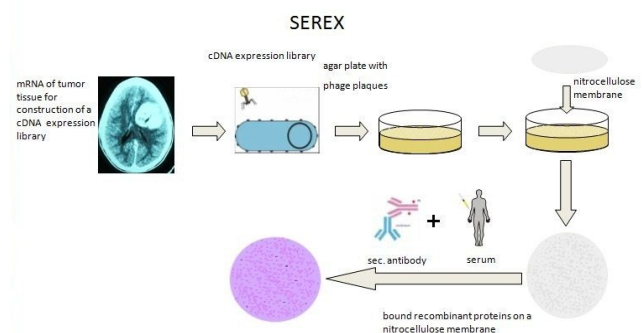 SEREX
cDNA expression library
agar plate with
phage plaques
mRNA of tumor
tissue for
construction of a
cDNA expression
library
nitrocellulose
membrane
+
sec. antibody
serum
bound recombinant proteins on a
nitrocellulose membrane